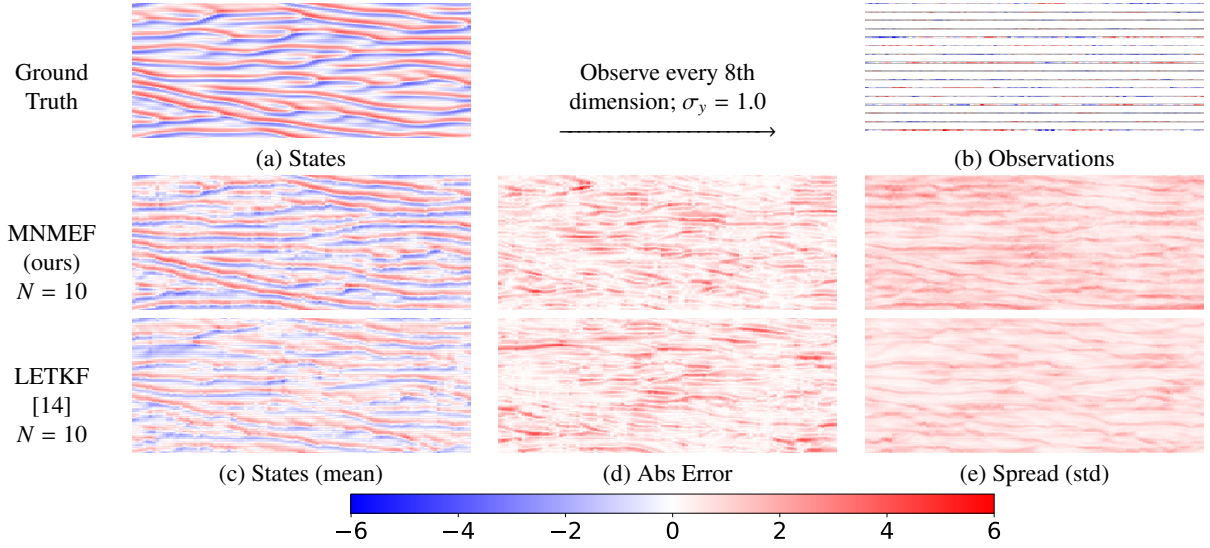 Ground
Truth
Observe every 8th
dimension; σ_y = 1.0
(a) States
(b) Observations
MNMEF
(ours)
N = 10
LETKF
[14]
N = 10
(c) States (mean)
(d) Abs Error
(e) Spread (std)
−6 −4 −2 0 2 4 6